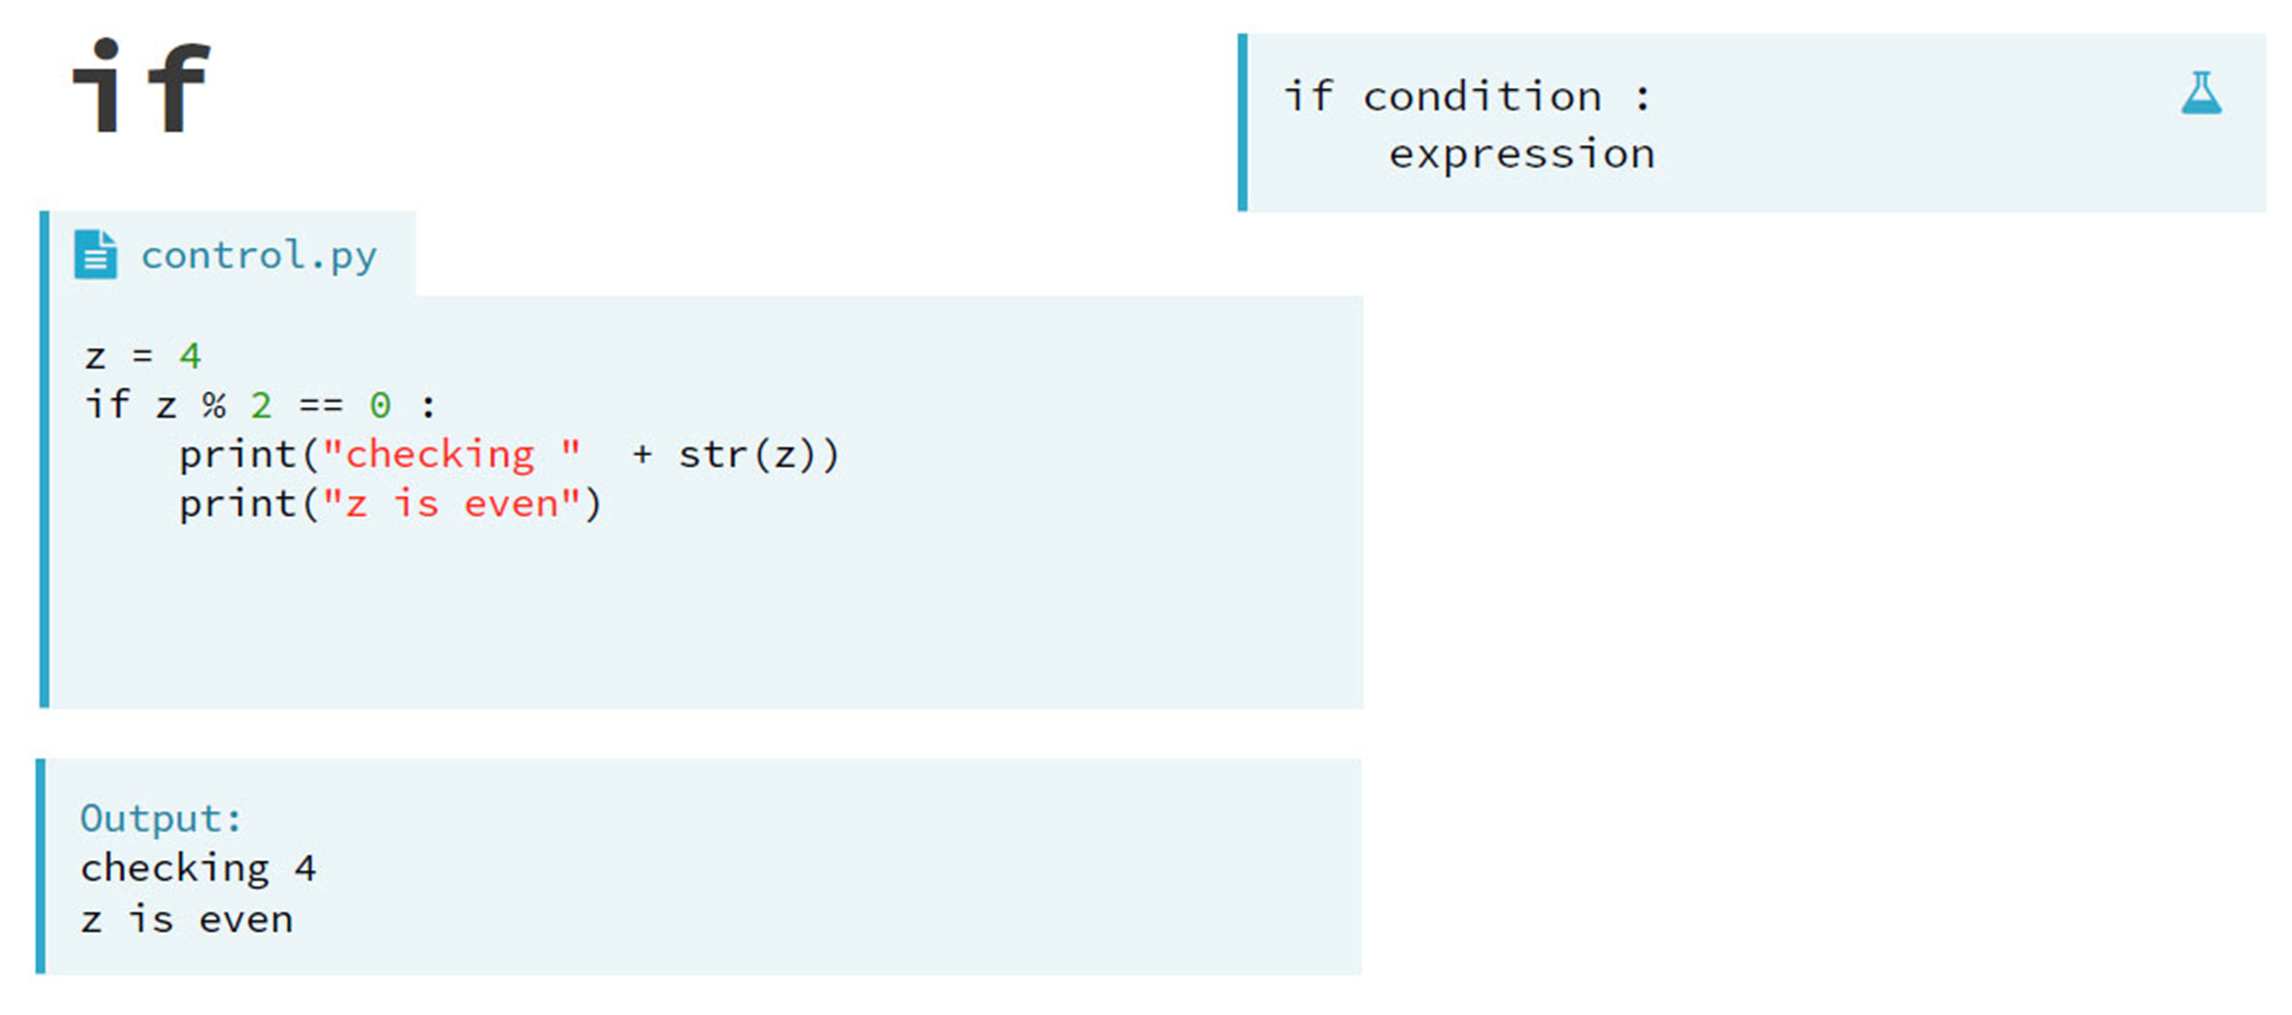 if
if condition :
    expression
control.py
z = 4
if z % 2 == 0 :
    print("checking "  + str(z))
    print("z is even")
Output:
checking 4
z is even